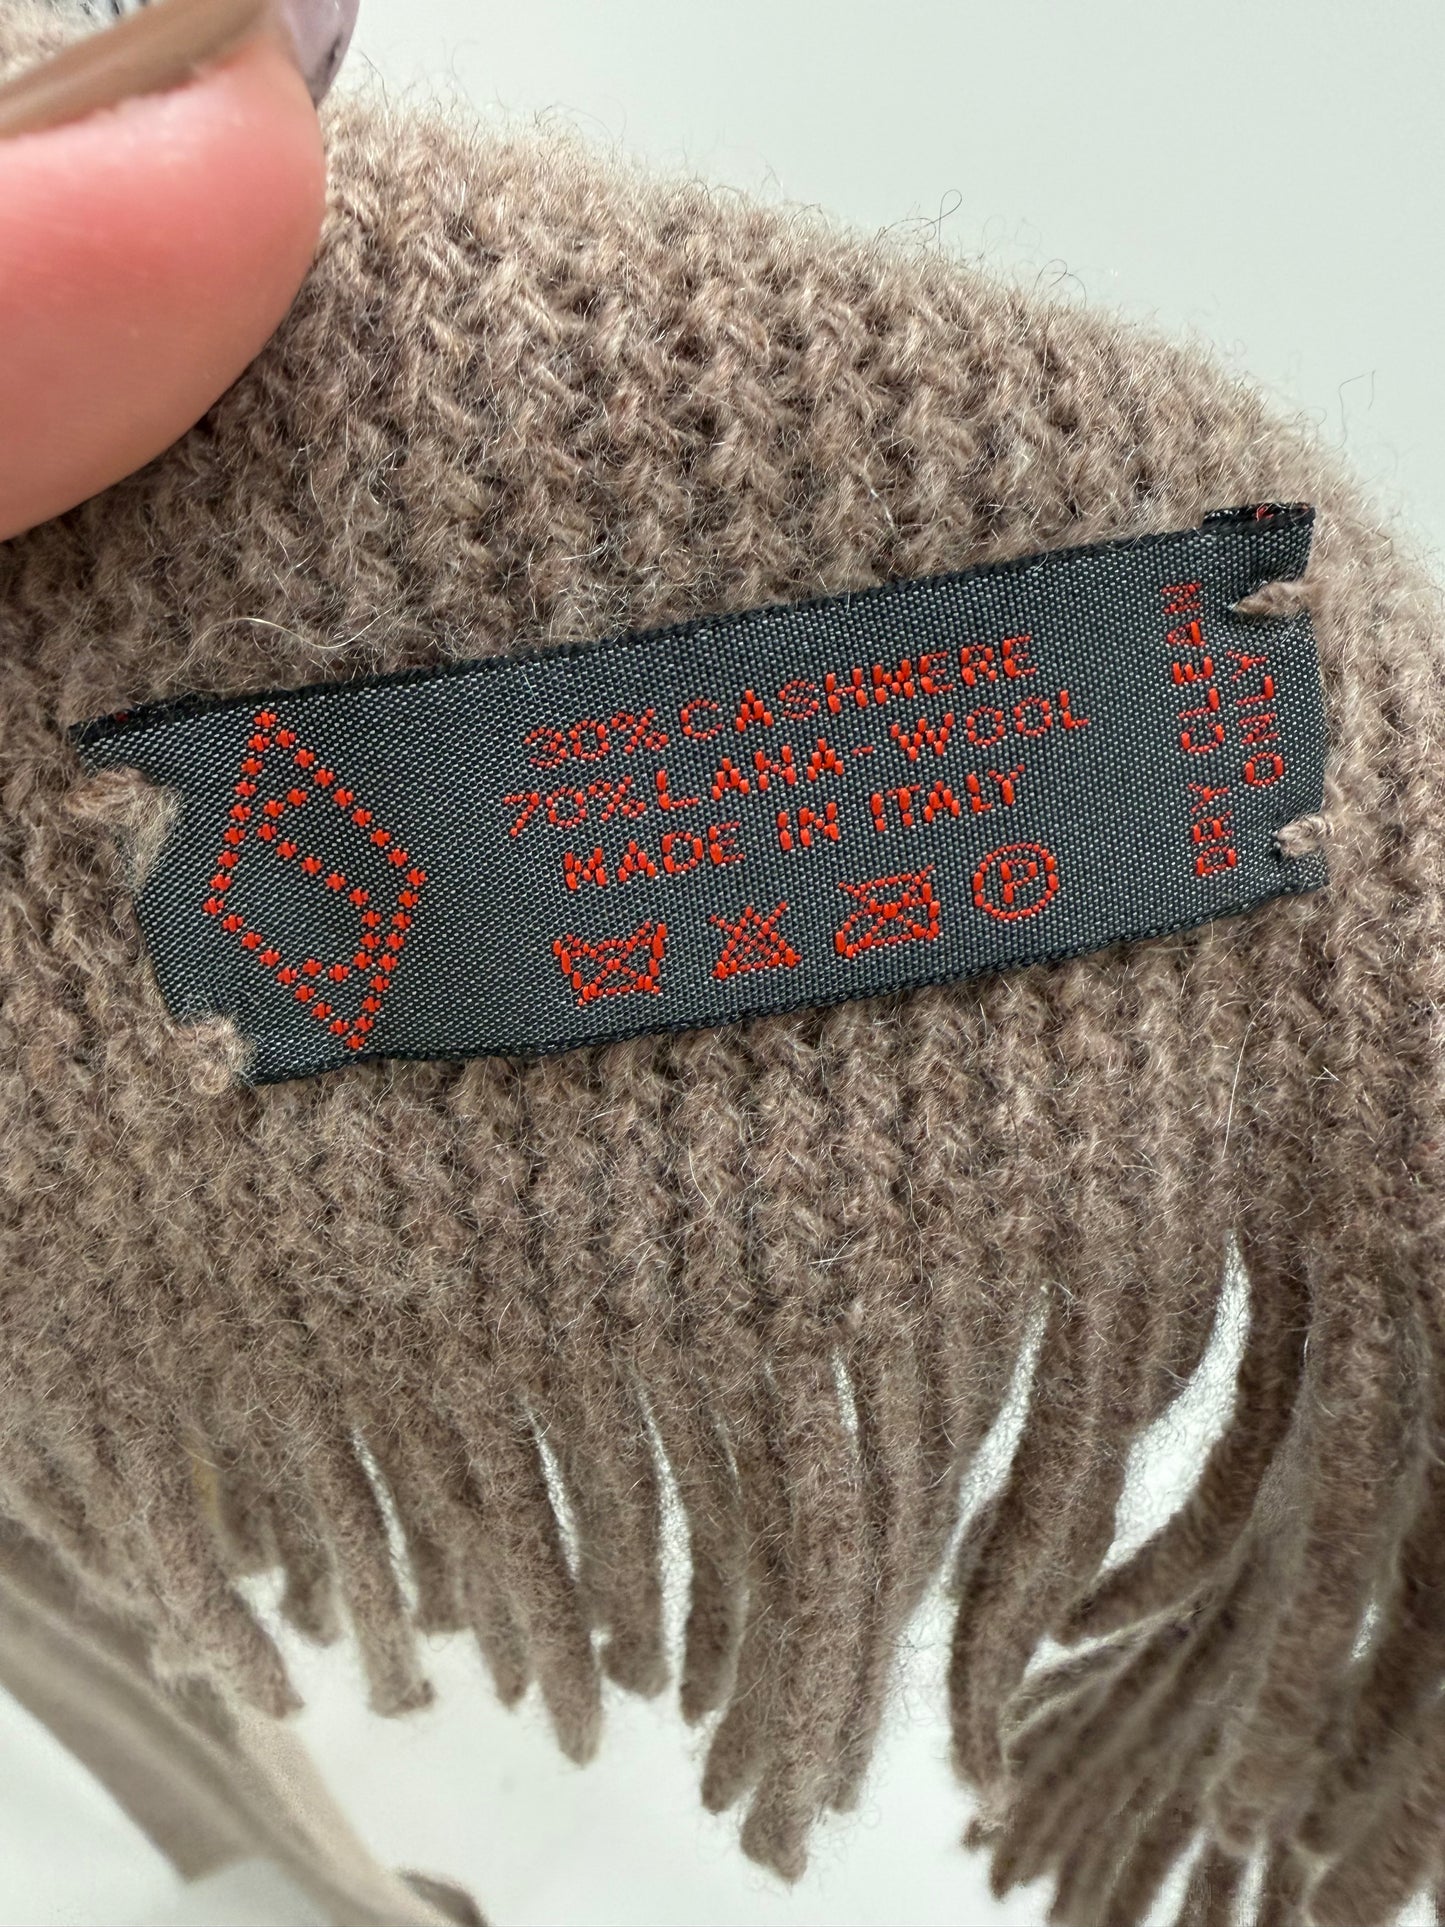 30% CASHMERE
70% LANA-WOOL
MADE IN ITALY
P
DRY CLEAN
ONLY